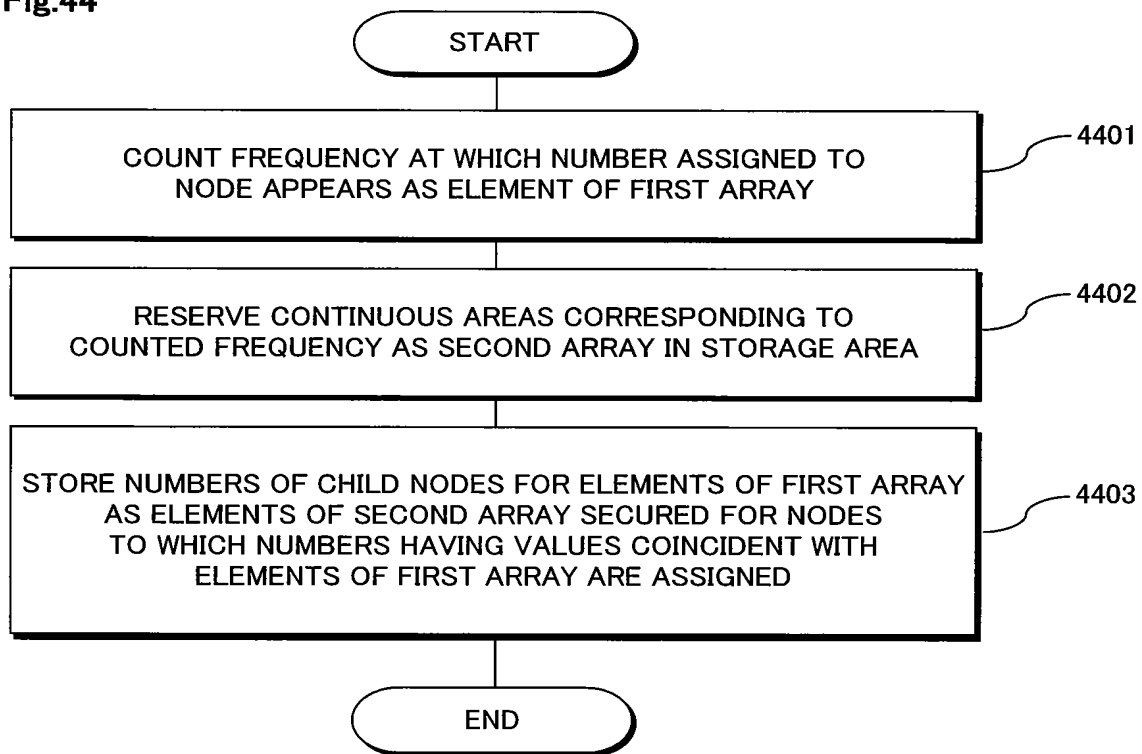 Fig.44
START
COUNT FREQUENCY AT WHICH NUMBER ASSIGNED TO
NODE APPEARS AS ELEMENT OF FIRST ARRAY
4401
RESERVE CONTINUOUS AREAS CORRESPONDING TO
COUNTED FREQUENCY AS SECOND ARRAY IN STORAGE AREA
4402
STORE NUMBERS OF CHILD NODES FOR ELEMENTS OF FIRST ARRAY
AS ELEMENTS OF SECOND ARRAY SECURED FOR NODES
TO WHICH NUMBERS HAVING VALUES COINCIDENT WITH
ELEMENTS OF FIRST ARRAY ARE ASSIGNED
4403
END